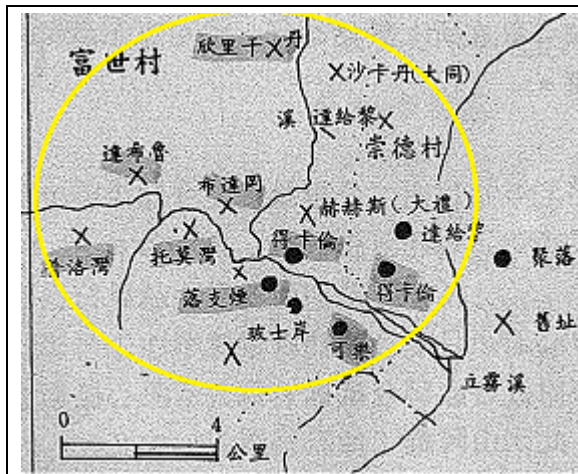 富世村
欣里干
丹
沙卡丹(大同)
溪
達給黎
崇德村
達希魯
布達岡
赫赫斯(大禮)
托莫灣
得卡倫
達給黎
聚落
落支煙
得卡倫
玻士岸
可樂
舊址
立霧溪
0
4
公里